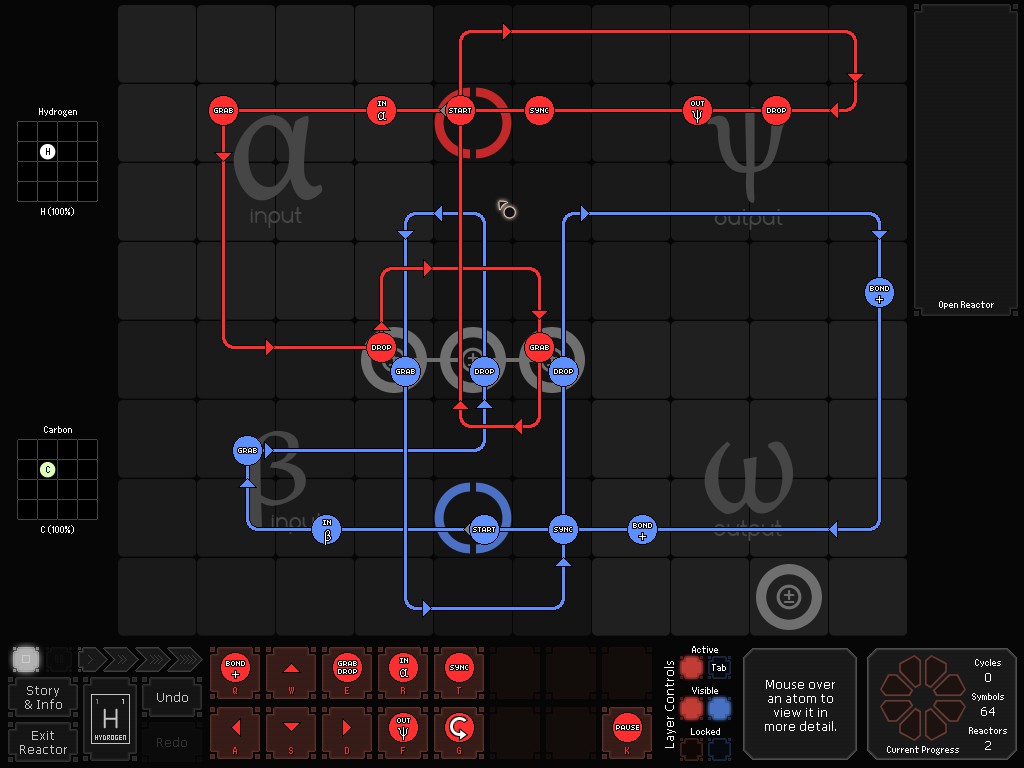 Hydrogen
H
H (100%)
GRAB
IN
α
START
SYNC
OUT
ψ
DROP
α
input
ψ
output
BOND
+
Open Reactor
DROP
GRAB
GRAB
DROP
DROP
Carbon
C
C (100%)
GRAB
β
input
ω
output
IN
β
START
SYNC
BOND
+
Story
& Info
Exit
Reactor
1 1
H
HYDROGEN
Undo
Redo
BOND
+
Q
W
GRAB
DROP
E
IN
α
R
SYNC
T
A
S
D
OUT
ψ
F
G
PAUSE
K
Layer Controls
Active
Tab
Visible
Locked
Mouse over
an atom to
view it in
more detail.
Cycles
0
Symbols
64
Reactors
2
Current Progress